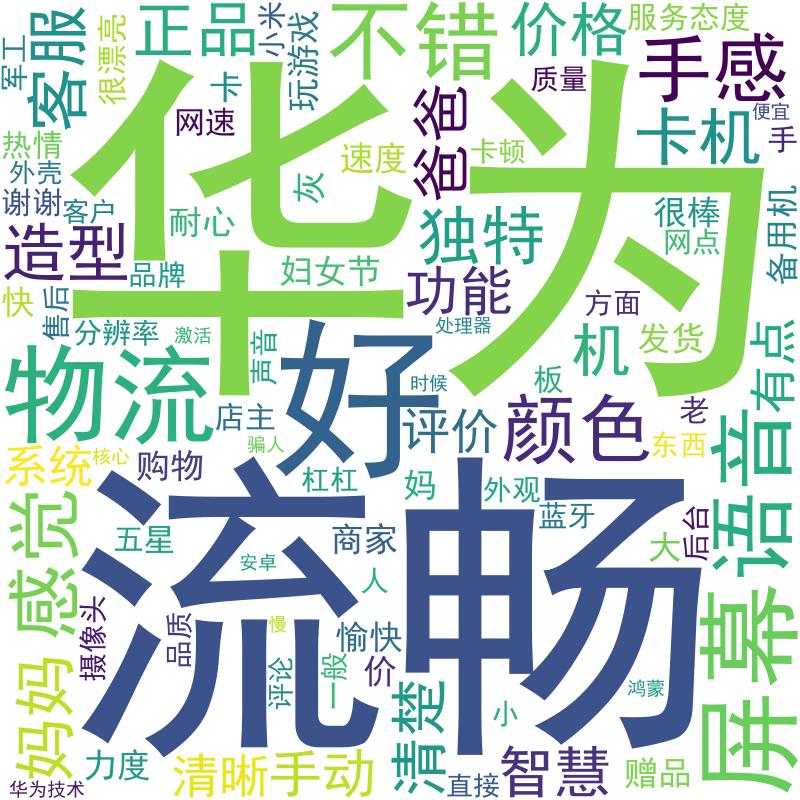 军工
客服
很漂亮
正品
小米
玩游戏
不错
价格
服务态度
卡
网速
质量
手感
便宜
热情
华为
爸爸
卡机
手
速度
卡顿
外壳
谢谢
客户
耐心
灰
独特
很棒
网点
备用机
造型
品牌
妇女节
功能
方面
快
售后
分辨率
激活
声音
处理器
机
发货
有点
物流
好
时候
板
店主
评价
颜色
老
骗人
东西
系统
核心
购物
杠杠
妈
外观
蓝牙
语音
感觉
五星
流畅
安卓
商家
大
后台
人
摄像头
品质
慢
愉快
屏幕
妈妈
评论
一般
价
清楚
鸿蒙
小
力度
清晰
手动
智慧
赠品
直接
华为技术